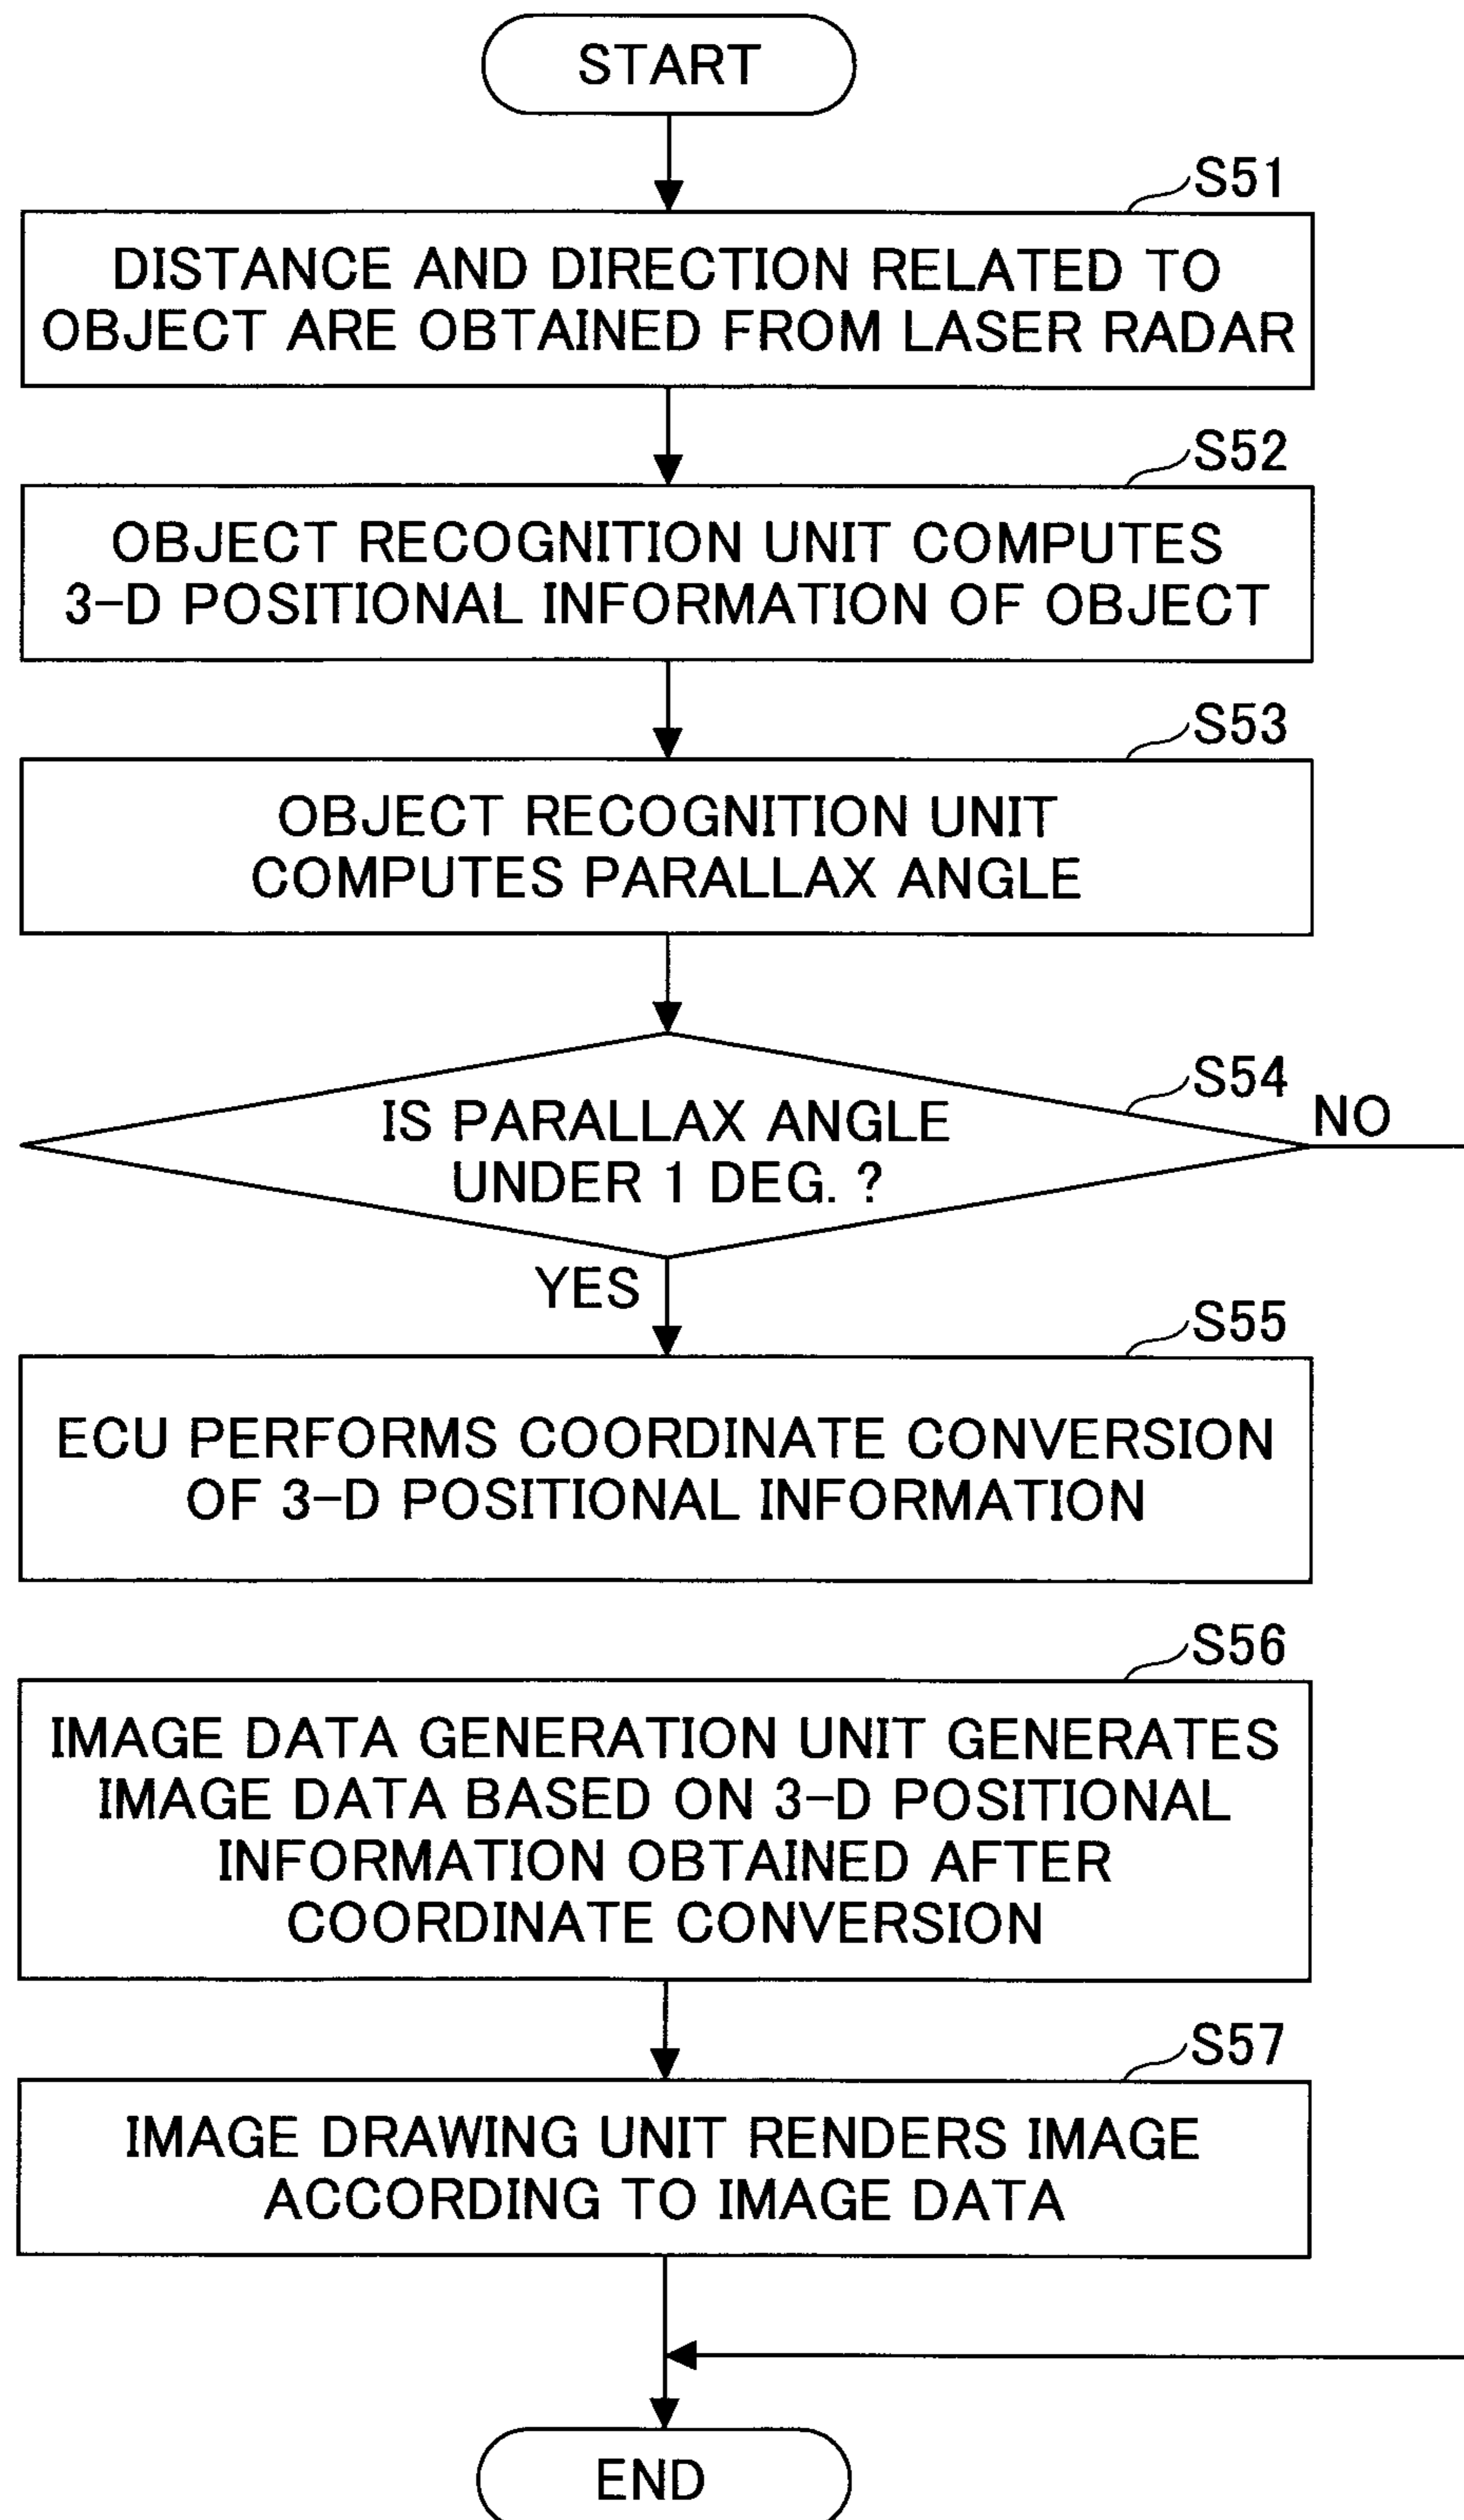 START
S51
DISTANCE AND DIRECTION RELATED TO
OBJECT ARE OBTAINED FROM LASER RADAR
S52
OBJECT RECOGNITION UNIT COMPUTES
3-D POSITIONAL INFORMATION OF OBJECT
S53
OBJECT RECOGNITION UNIT
COMPUTES PARALLAX ANGLE
S54
IS PARALLAX ANGLE
UNDER 1 DEG. ?
NO
YES
S55
ECU PERFORMS COORDINATE CONVERSION
OF 3-D POSITIONAL INFORMATION
S56
IMAGE DATA GENERATION UNIT GENERATES
IMAGE DATA BASED ON 3-D POSITIONAL
INFORMATION OBTAINED AFTER
COORDINATE CONVERSION
S57
IMAGE DRAWING UNIT RENDERS IMAGE
ACCORDING TO IMAGE DATA
END